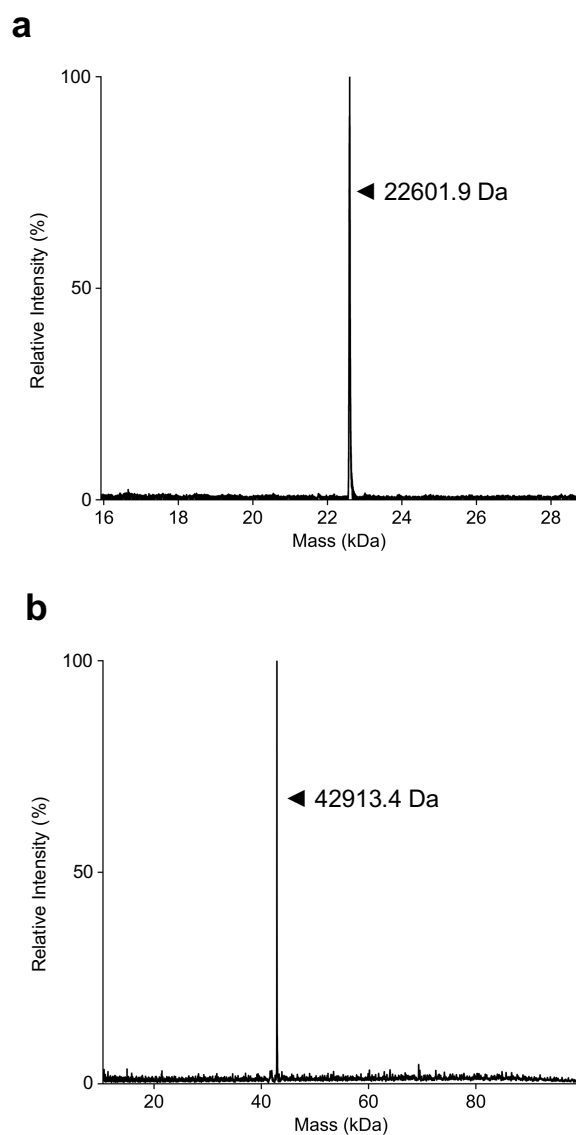 a
100
50
0
Relative Intensity (%)
◄ 22601.9 Da
16 18 20 22 24 26 28
Mass (kDa)
b
100
50
0
Relative Intensity (%)
◄ 42913.4 Da
20 40 60 80
Mass (kDa)